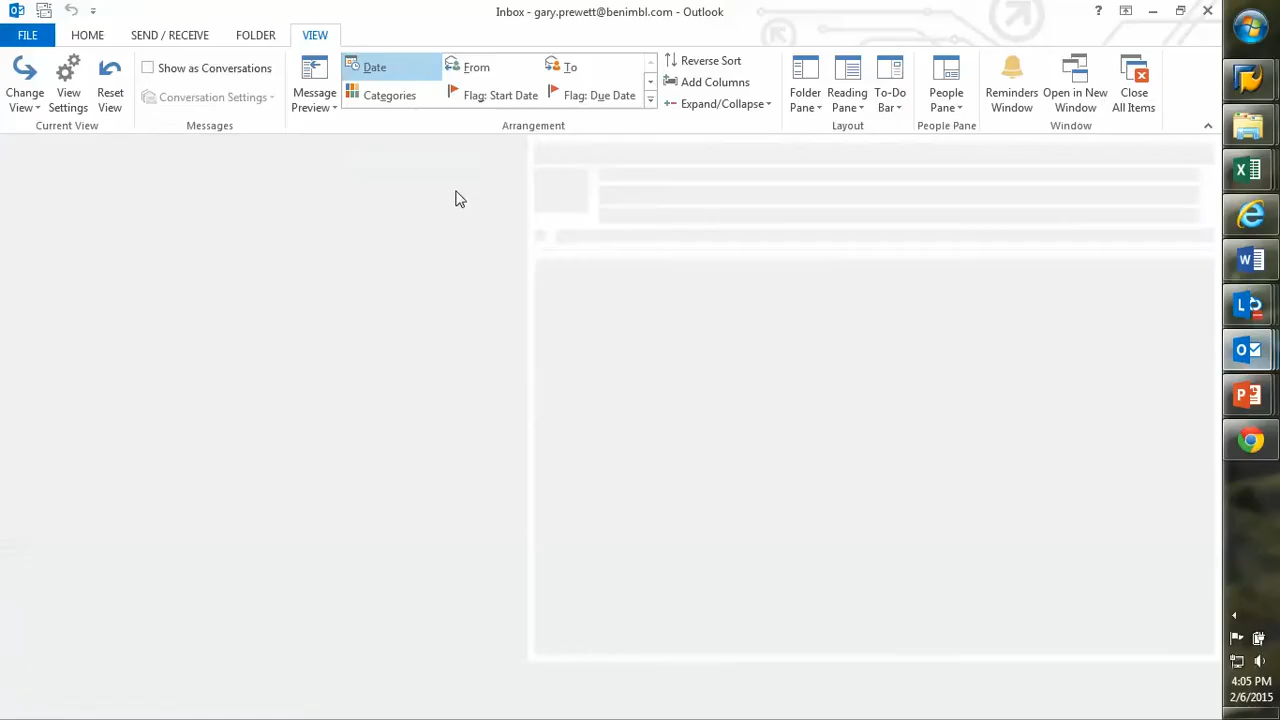 Inbox - gary.prewett@benimbl.com - Outlook
FILE HOME SEND / RECEIVE FOLDER VIEW
Change View
View Settings
Reset View
Current View
Show as Conversations
Conversation Settings
Messages
Message Preview
Date From To
Categories Flag: Start Date Flag: Due Date
Arrangement
Reverse Sort
Add Columns
Expand/Collapse
Folder Pane
Reading Pane
To-Do Bar
Layout
People Pane
People Pane
Reminders Window
Open in New Window
Close All Items
Window
4:05 PM
2/6/2015